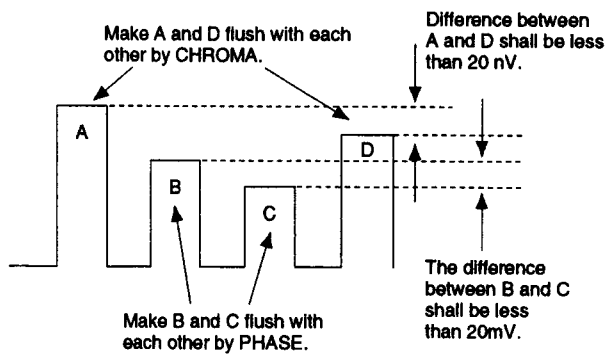 Make A and D flush with each
other by CHROMA.
Difference between
A and D shall be less
than 20 nV.
A
B
C
D
Make B and C flush with
each other by PHASE.
The difference
between B and C
shall be less
than 20mV.